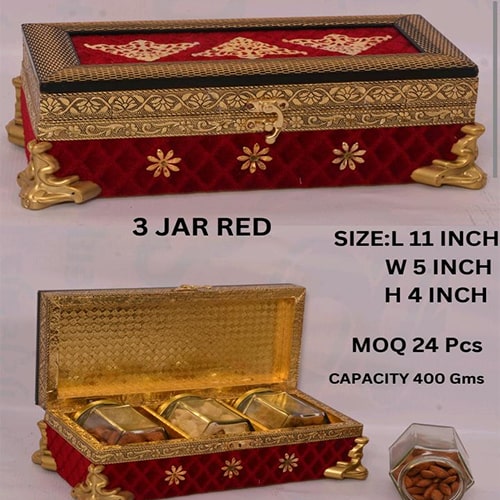 3 JAR RED
SIZE:L 11 INCH
W 5 INCH
H 4 INCH
MOQ 24 Pcs
CAPACITY 400 Gms